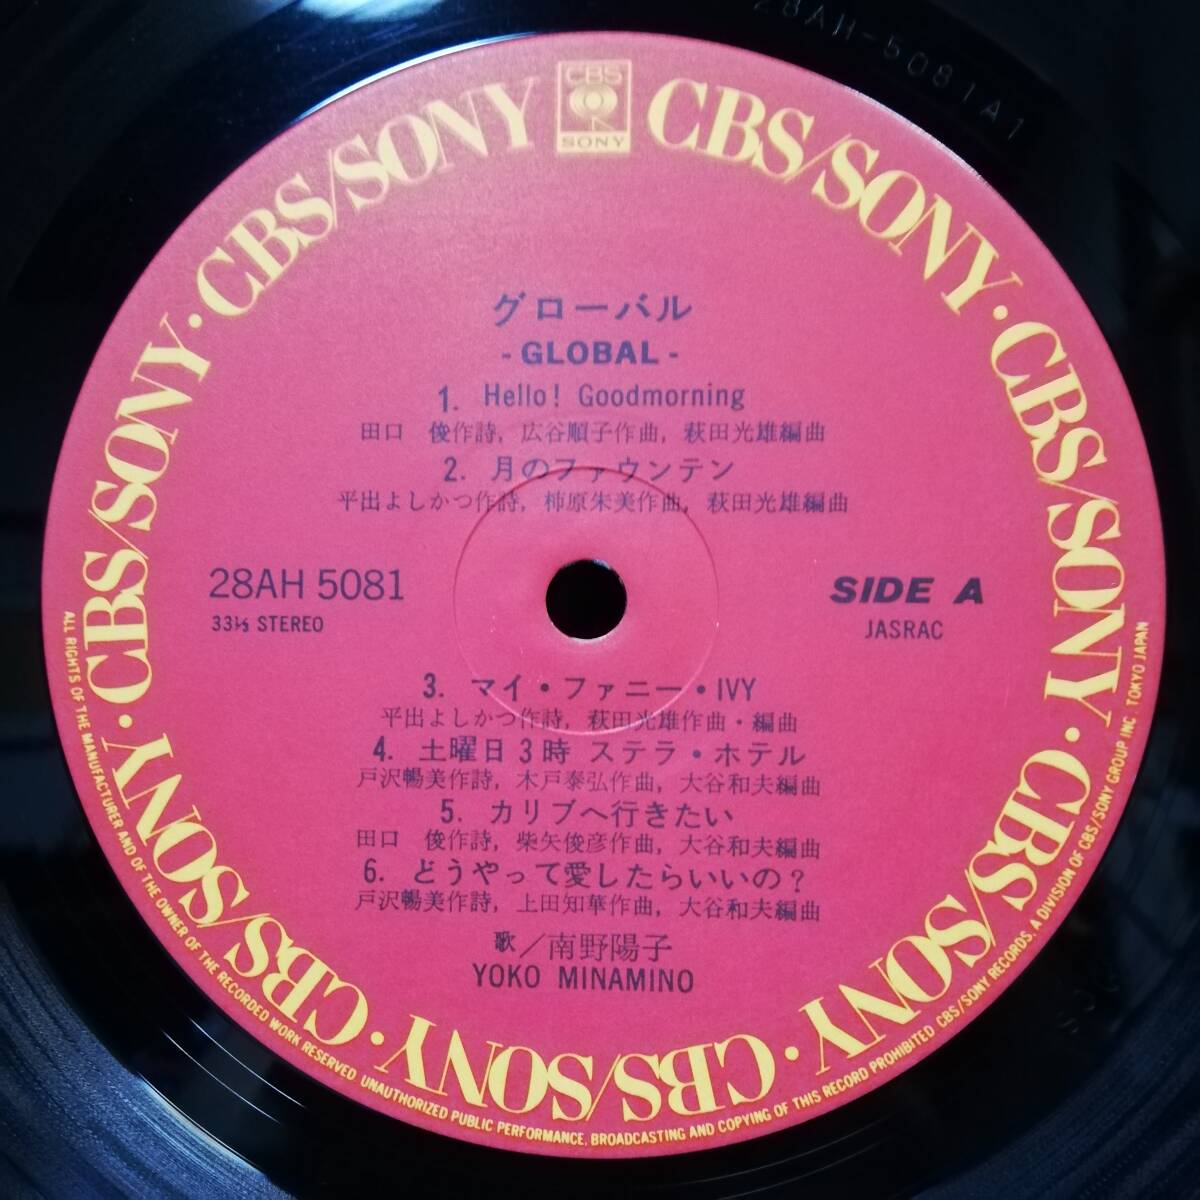 28AH-5081A1
CBS
SONY
CBS/SONY · CBS/SONY · CBS/SONY · CBS/SONY · CBS/SONY · CBS/SONY · CBS/SONY · CBS/SONY · CBS/SONY
グローバル
- GLOBAL -
1. Hello! Goodmorning
田口 俊作詩, 広谷順子作曲, 萩田光雄編曲
2. 月のファウンテン
平出よしかつ作詩, 柿原朱美作曲, 萩田光雄編曲
28AH 5081
33⅓ STEREO
SIDE A
JASRAC
3. マイ・ファニー・IVY
平出よしかつ作詩, 萩田光雄作曲・編曲
4. 土曜日3時 ステラ・ホテル
戸沢暢美作詩, 木戸泰弘作曲, 大谷和夫編曲
5. カリブへ行きたい
田口 俊作詩, 柴矢俊彦作曲, 大谷和夫編曲
6. どうやって愛したらいいの?
戸沢暢美作詩, 上田知華作曲, 大谷和夫編曲
歌/南野陽子
YOKO MINAMINO
ALL RIGHTS OF THE MANUFACTURER AND OF THE OWNER OF THE RECORDED WORK RESERVED UNAUTHORIZED PUBLIC PERFORMANCE, BROADCASTING AND COPYING OF THIS RECORD PROHIBITED CBS/SONY RECORDS, A DIVISION OF CBS/SONY GROUP INC TOKYO JAPAN